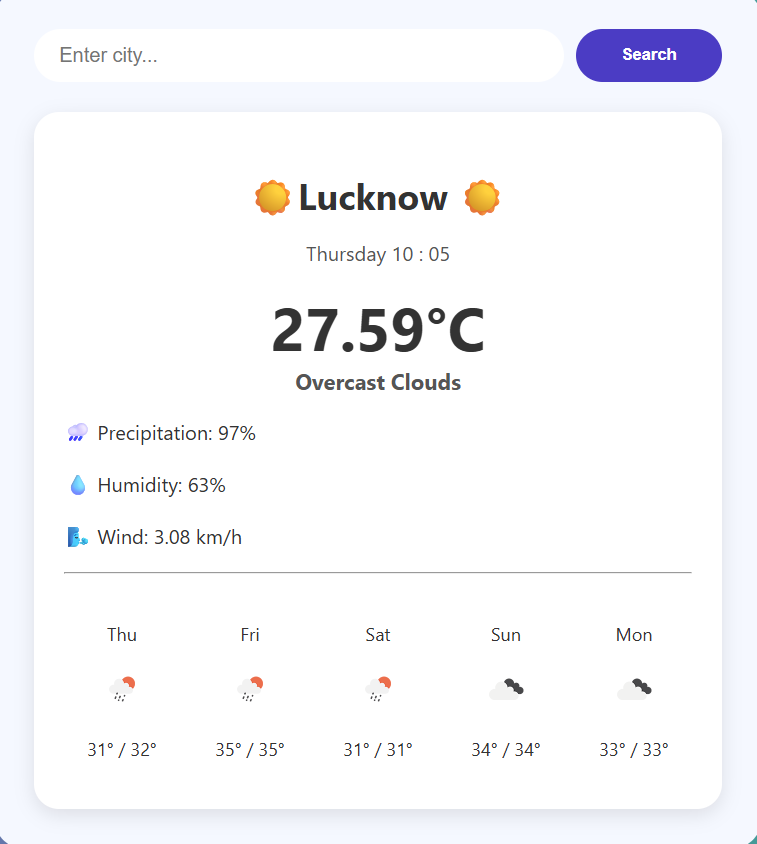 Enter city...
Search
Lucknow
Thursday 10 : 05
27.59°C
Overcast Clouds
Precipitation: 97%
Humidity: 63%
Wind: 3.08 km/h
Thu Fri Sat Sun Mon
31° / 32° 35° / 35° 31° / 31° 34° / 34° 33° / 33°